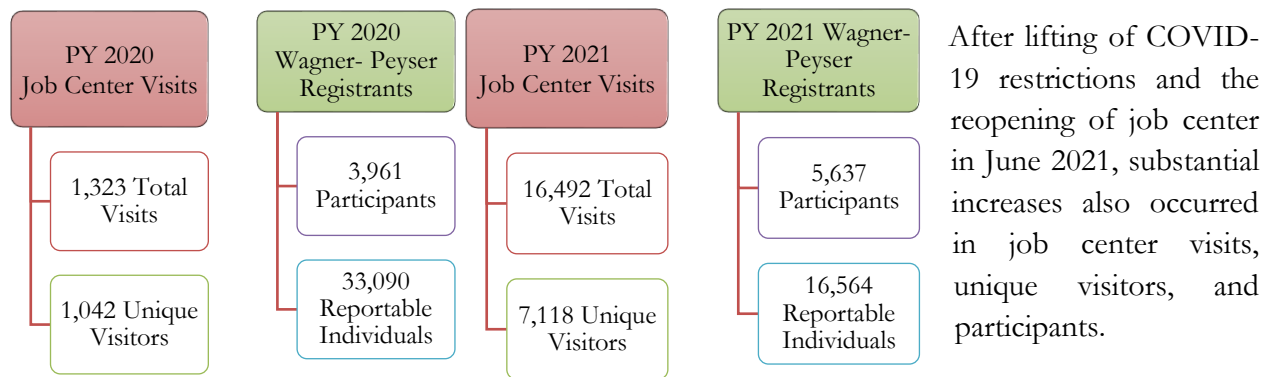 PY 2020
Job Center Visits
1,323 Total
Visits
1,042 Unique
Visitors
PY 2020
Wagner- Peyser
Registrants
3,961
Participants
33,090
Reportable
Individuals
PY 2021
Job Center Visits
16,492 Total
Visits
7,118 Unique
Visitors
PY 2021 Wagner-
Peyser
Registrants
5,637
Participants
16,564
Reportable
Individuals
After lifting of COVID-
19 restrictions and the
reopening of job center
in June 2021, substantial
increases also occurred
in job center visits,
unique visitors, and
participants.